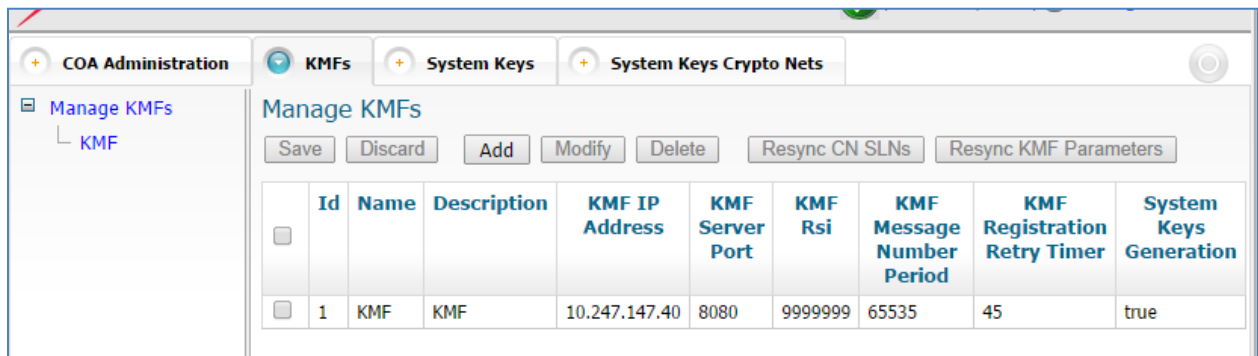 COA Administration KMFs System Keys System Keys Crypto Nets
Manage KMFs
KMF
Manage KMFs
Save Discard Add Modify Delete Resync CN SLNs Resync KMF Parameters
Id Name Description KMF IP Address KMF Server Port KMF Rsi KMF Message Number Period KMF Registration Retry Timer System Keys Generation
1 KMF KMF 10.247.147.40 8080 9999999 65535 45 true